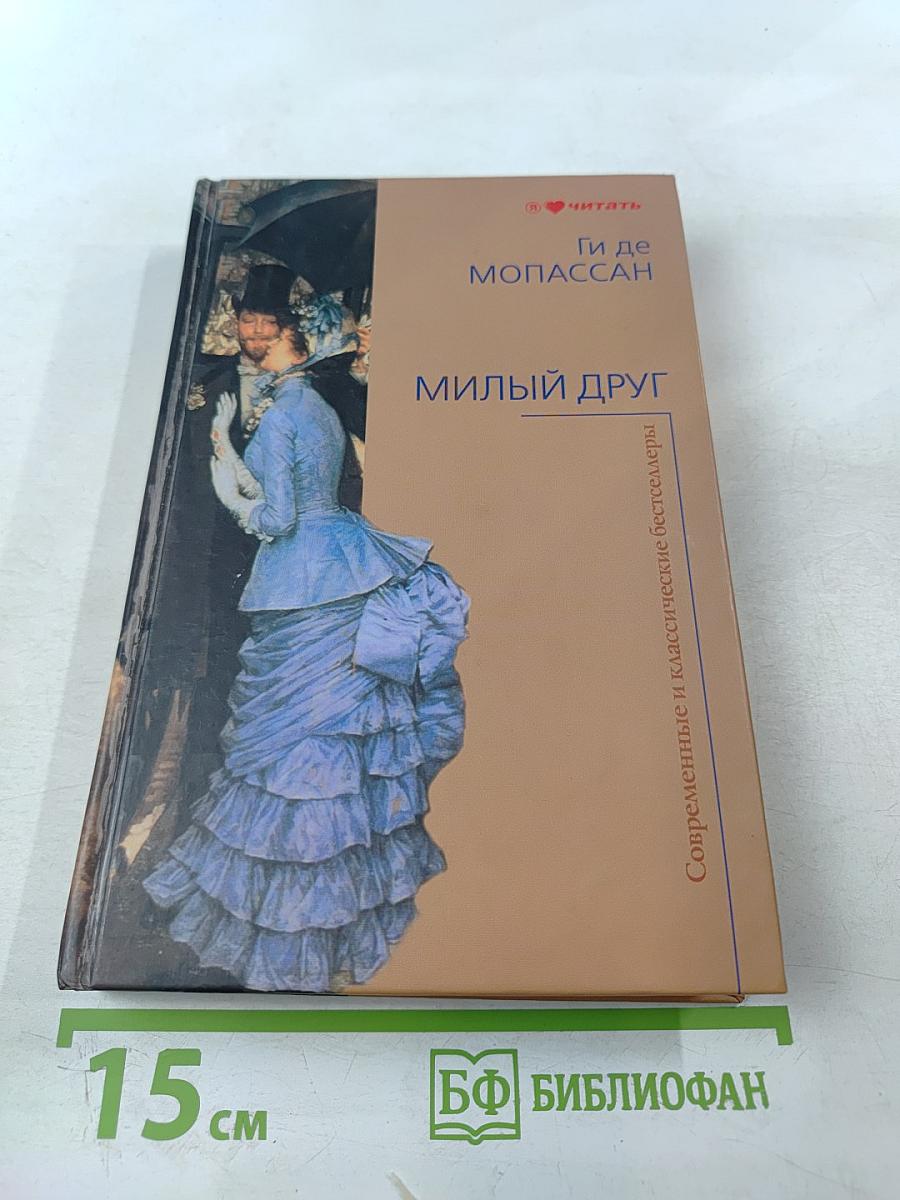 Я ЧИТАТЬ
Ги де
МОПАССАН
МИЛЫЙ ДРУГ
Современные и классические бестселлеры
15 см
БФ БИБЛИОФАН